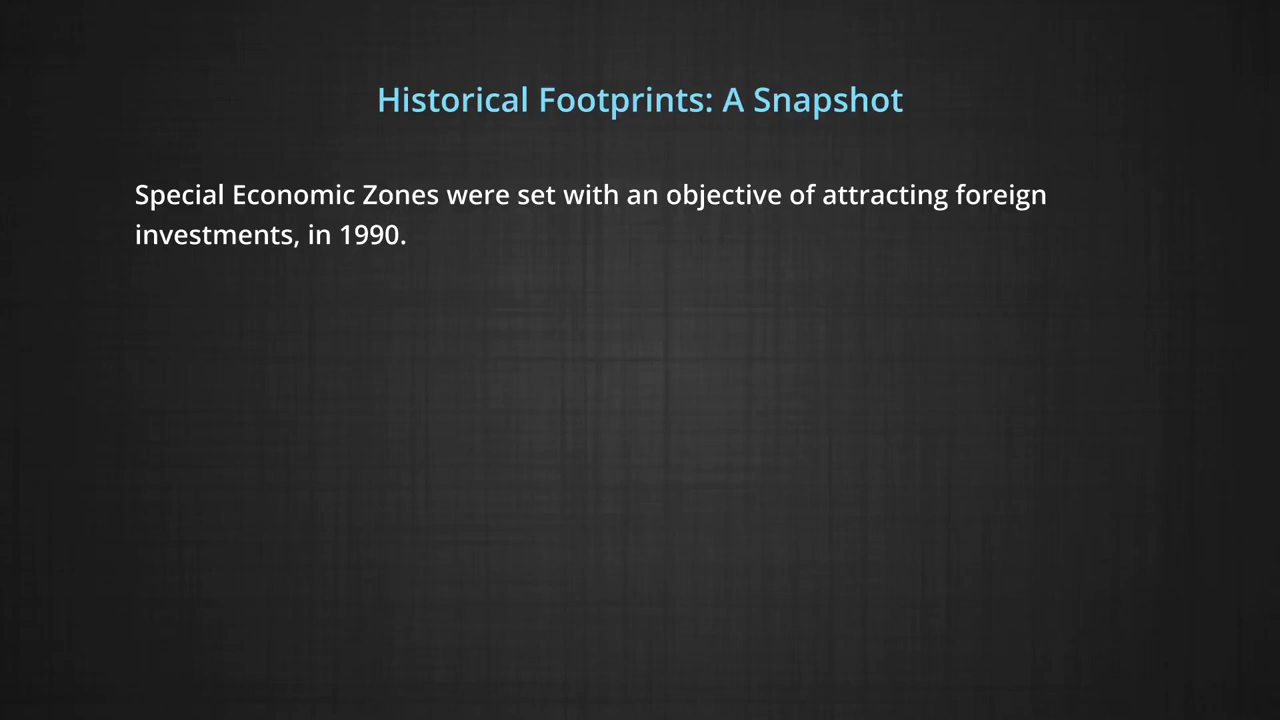 Historical Footprints: A Snapshot
Special Economic Zones were set with an objective of attracting foreign
investments, in 1990.